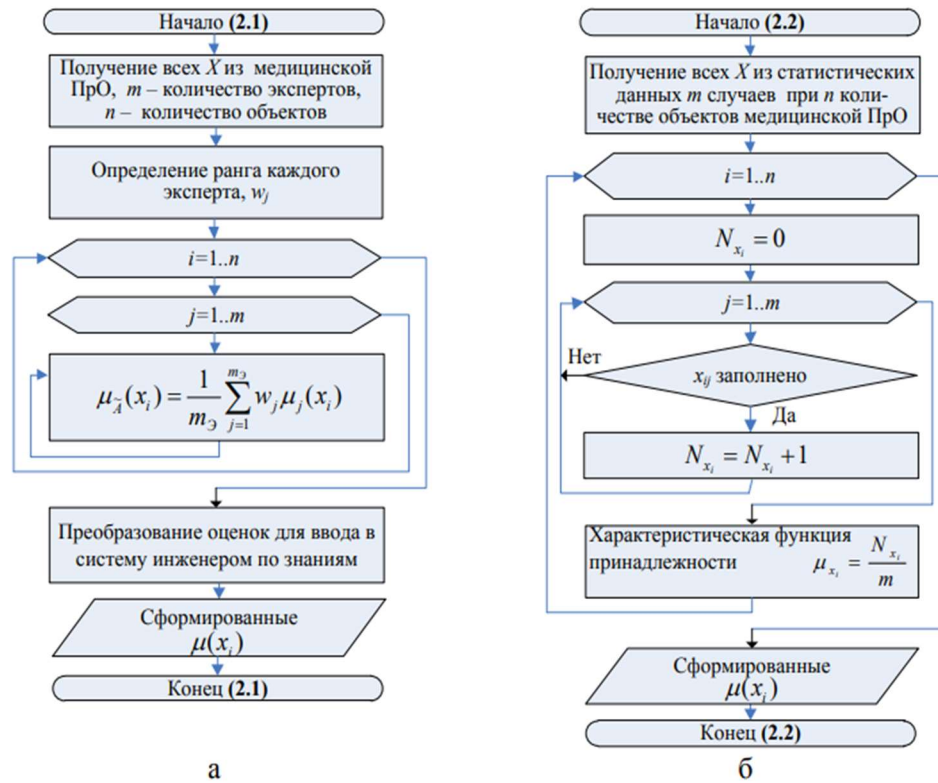 Начало (2.1)
Получение всех X из медицинской
ПрО, m – количество экспертов,
n – количество объектов
Определение ранга каждого
эксперта, w_j
i=1..n
j=1..m
μ_Ã(x_i) = 1/m_Э ∑_{j=1}^{m_Э} w_j μ_j(x_i)
Преобразование оценок для ввода в
систему инженером по знаниям
Сформированные
μ(x_i)
Конец (2.1)
а
Начало (2.2)
Получение всех X из статистических
данных m случаев при n коли-
честве объектов медицинской ПрО
i=1..n
N_{x_i} = 0
j=1..m
Нет
x_{ij} заполнено
Да
N_{x_i} = N_{x_i} + 1
Характеристическая функция
принадлежности μ_{x_i} = N_{x_i}/m
Сформированные
μ(x_i)
Конец (2.2)
б